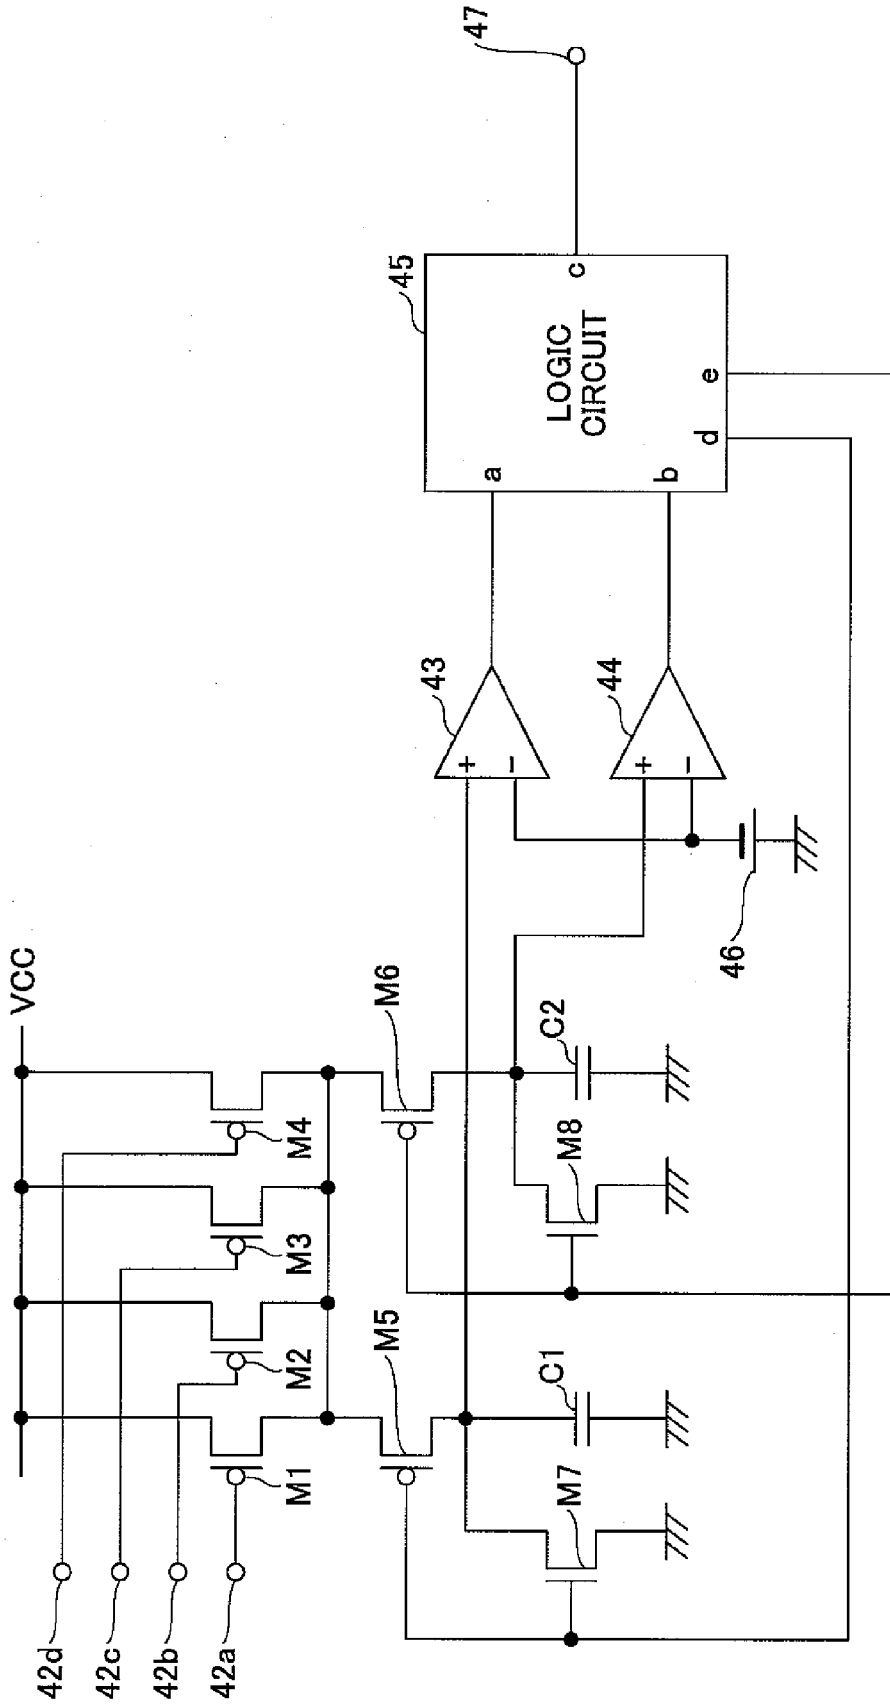 42d
42c
42b
42a
VCC
M1
M2
M3
M4
M5
M6
M7
C1
M8
C2
+
−
43
+
−
44
46
a
b
LOGIC
CIRCUIT
c
d
e
45
47